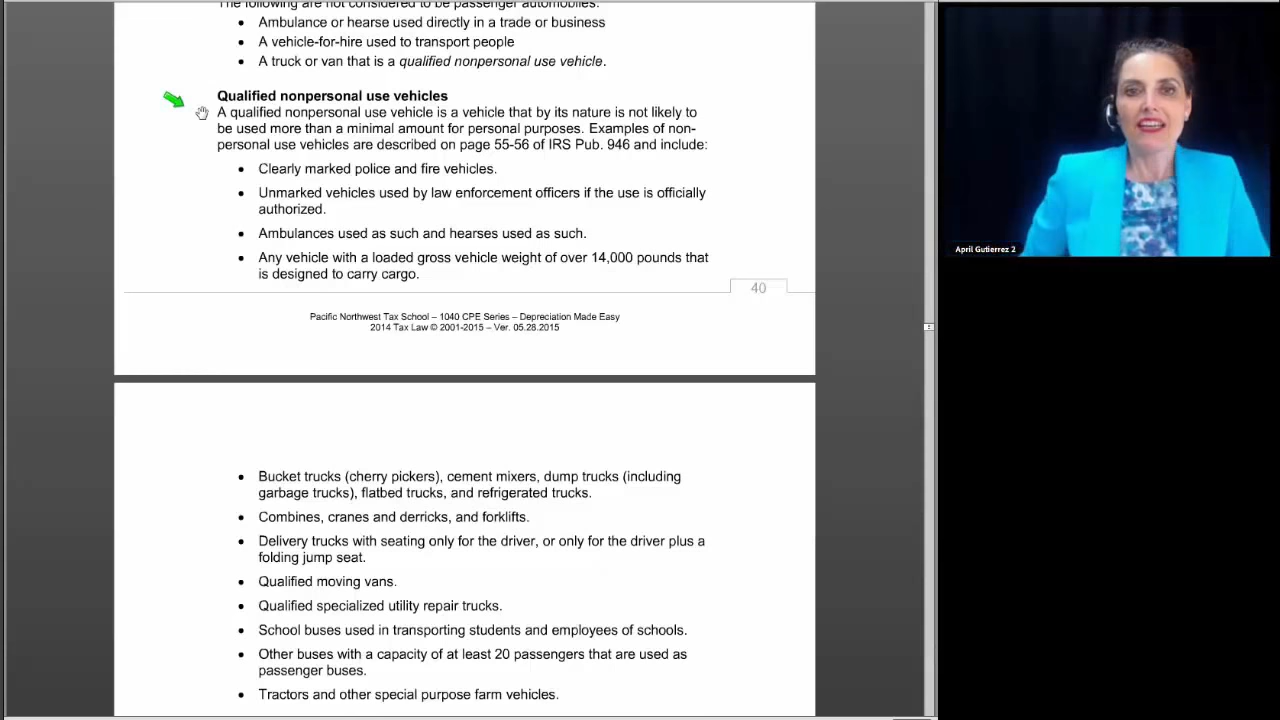 The following are not considered to be passenger automobiles:
• Ambulance or hearse used directly in a trade or business
• A vehicle-for-hire used to transport people
• A truck or van that is a qualified nonpersonal use vehicle.
Qualified nonpersonal use vehicles
A qualified nonpersonal use vehicle is a vehicle that by its nature is not likely to
be used more than a minimal amount for personal purposes. Examples of non-
personal use vehicles are described on page 55-56 of IRS Pub. 946 and include:
• Clearly marked police and fire vehicles.
• Unmarked vehicles used by law enforcement officers if the use is officially
authorized.
• Ambulances used as such and hearses used as such.
• Any vehicle with a loaded gross vehicle weight of over 14,000 pounds that
is designed to carry cargo.
40
Pacific Northwest Tax School – 1040 CPE Series – Depreciation Made Easy
2014 Tax Law © 2001-2015 – Ver. 05.28.2015
• Bucket trucks (cherry pickers), cement mixers, dump trucks (including
garbage trucks), flatbed trucks, and refrigerated trucks.
• Combines, cranes and derricks, and forklifts.
• Delivery trucks with seating only for the driver, or only for the driver plus a
folding jump seat.
• Qualified moving vans.
• Qualified specialized utility repair trucks.
• School buses used in transporting students and employees of schools.
• Other buses with a capacity of at least 20 passengers that are used as
passenger buses.
• Tractors and other special purpose farm vehicles.
April Gutierrez 2